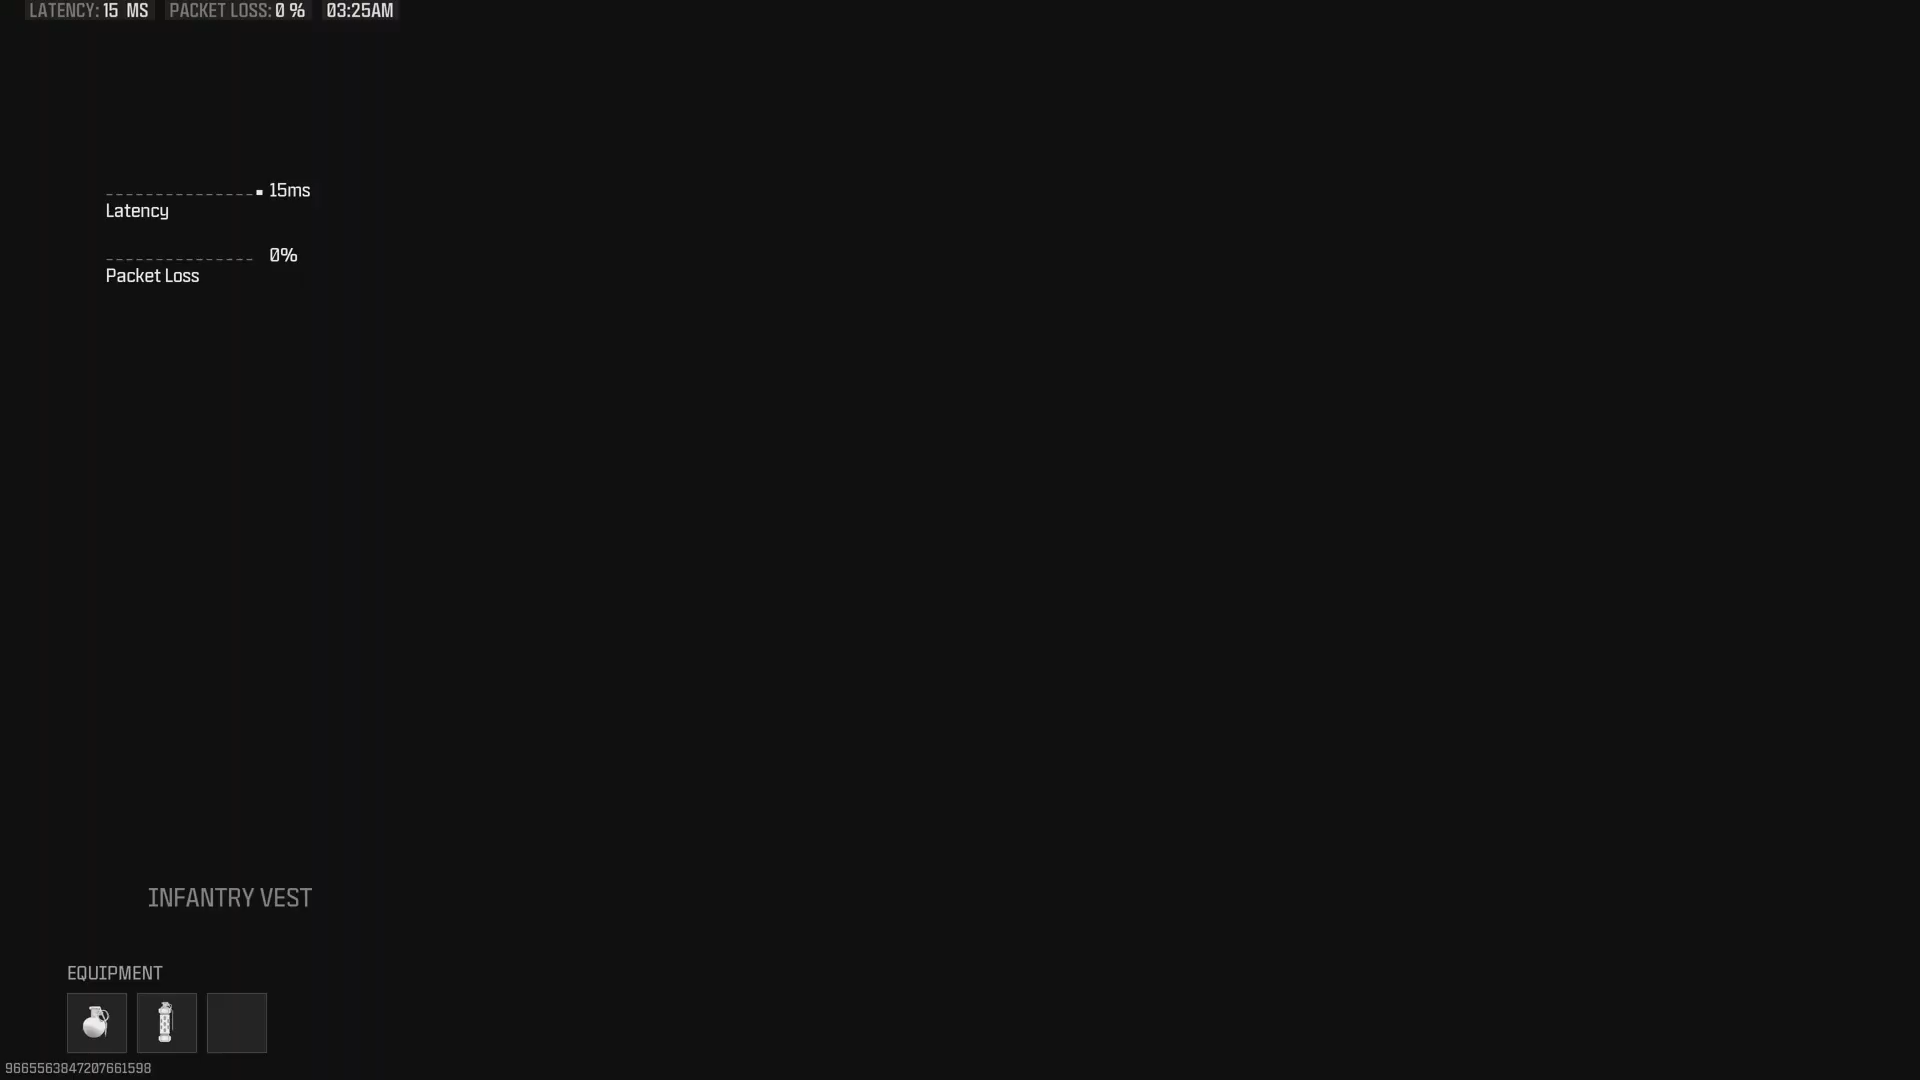 LATENCY: 15 MS PACKET LOSS: 0 % 03:25AM
15ms
Latency
0%
Packet Loss
INFANTRY VEST
EQUIPMENT
9665563847207661598